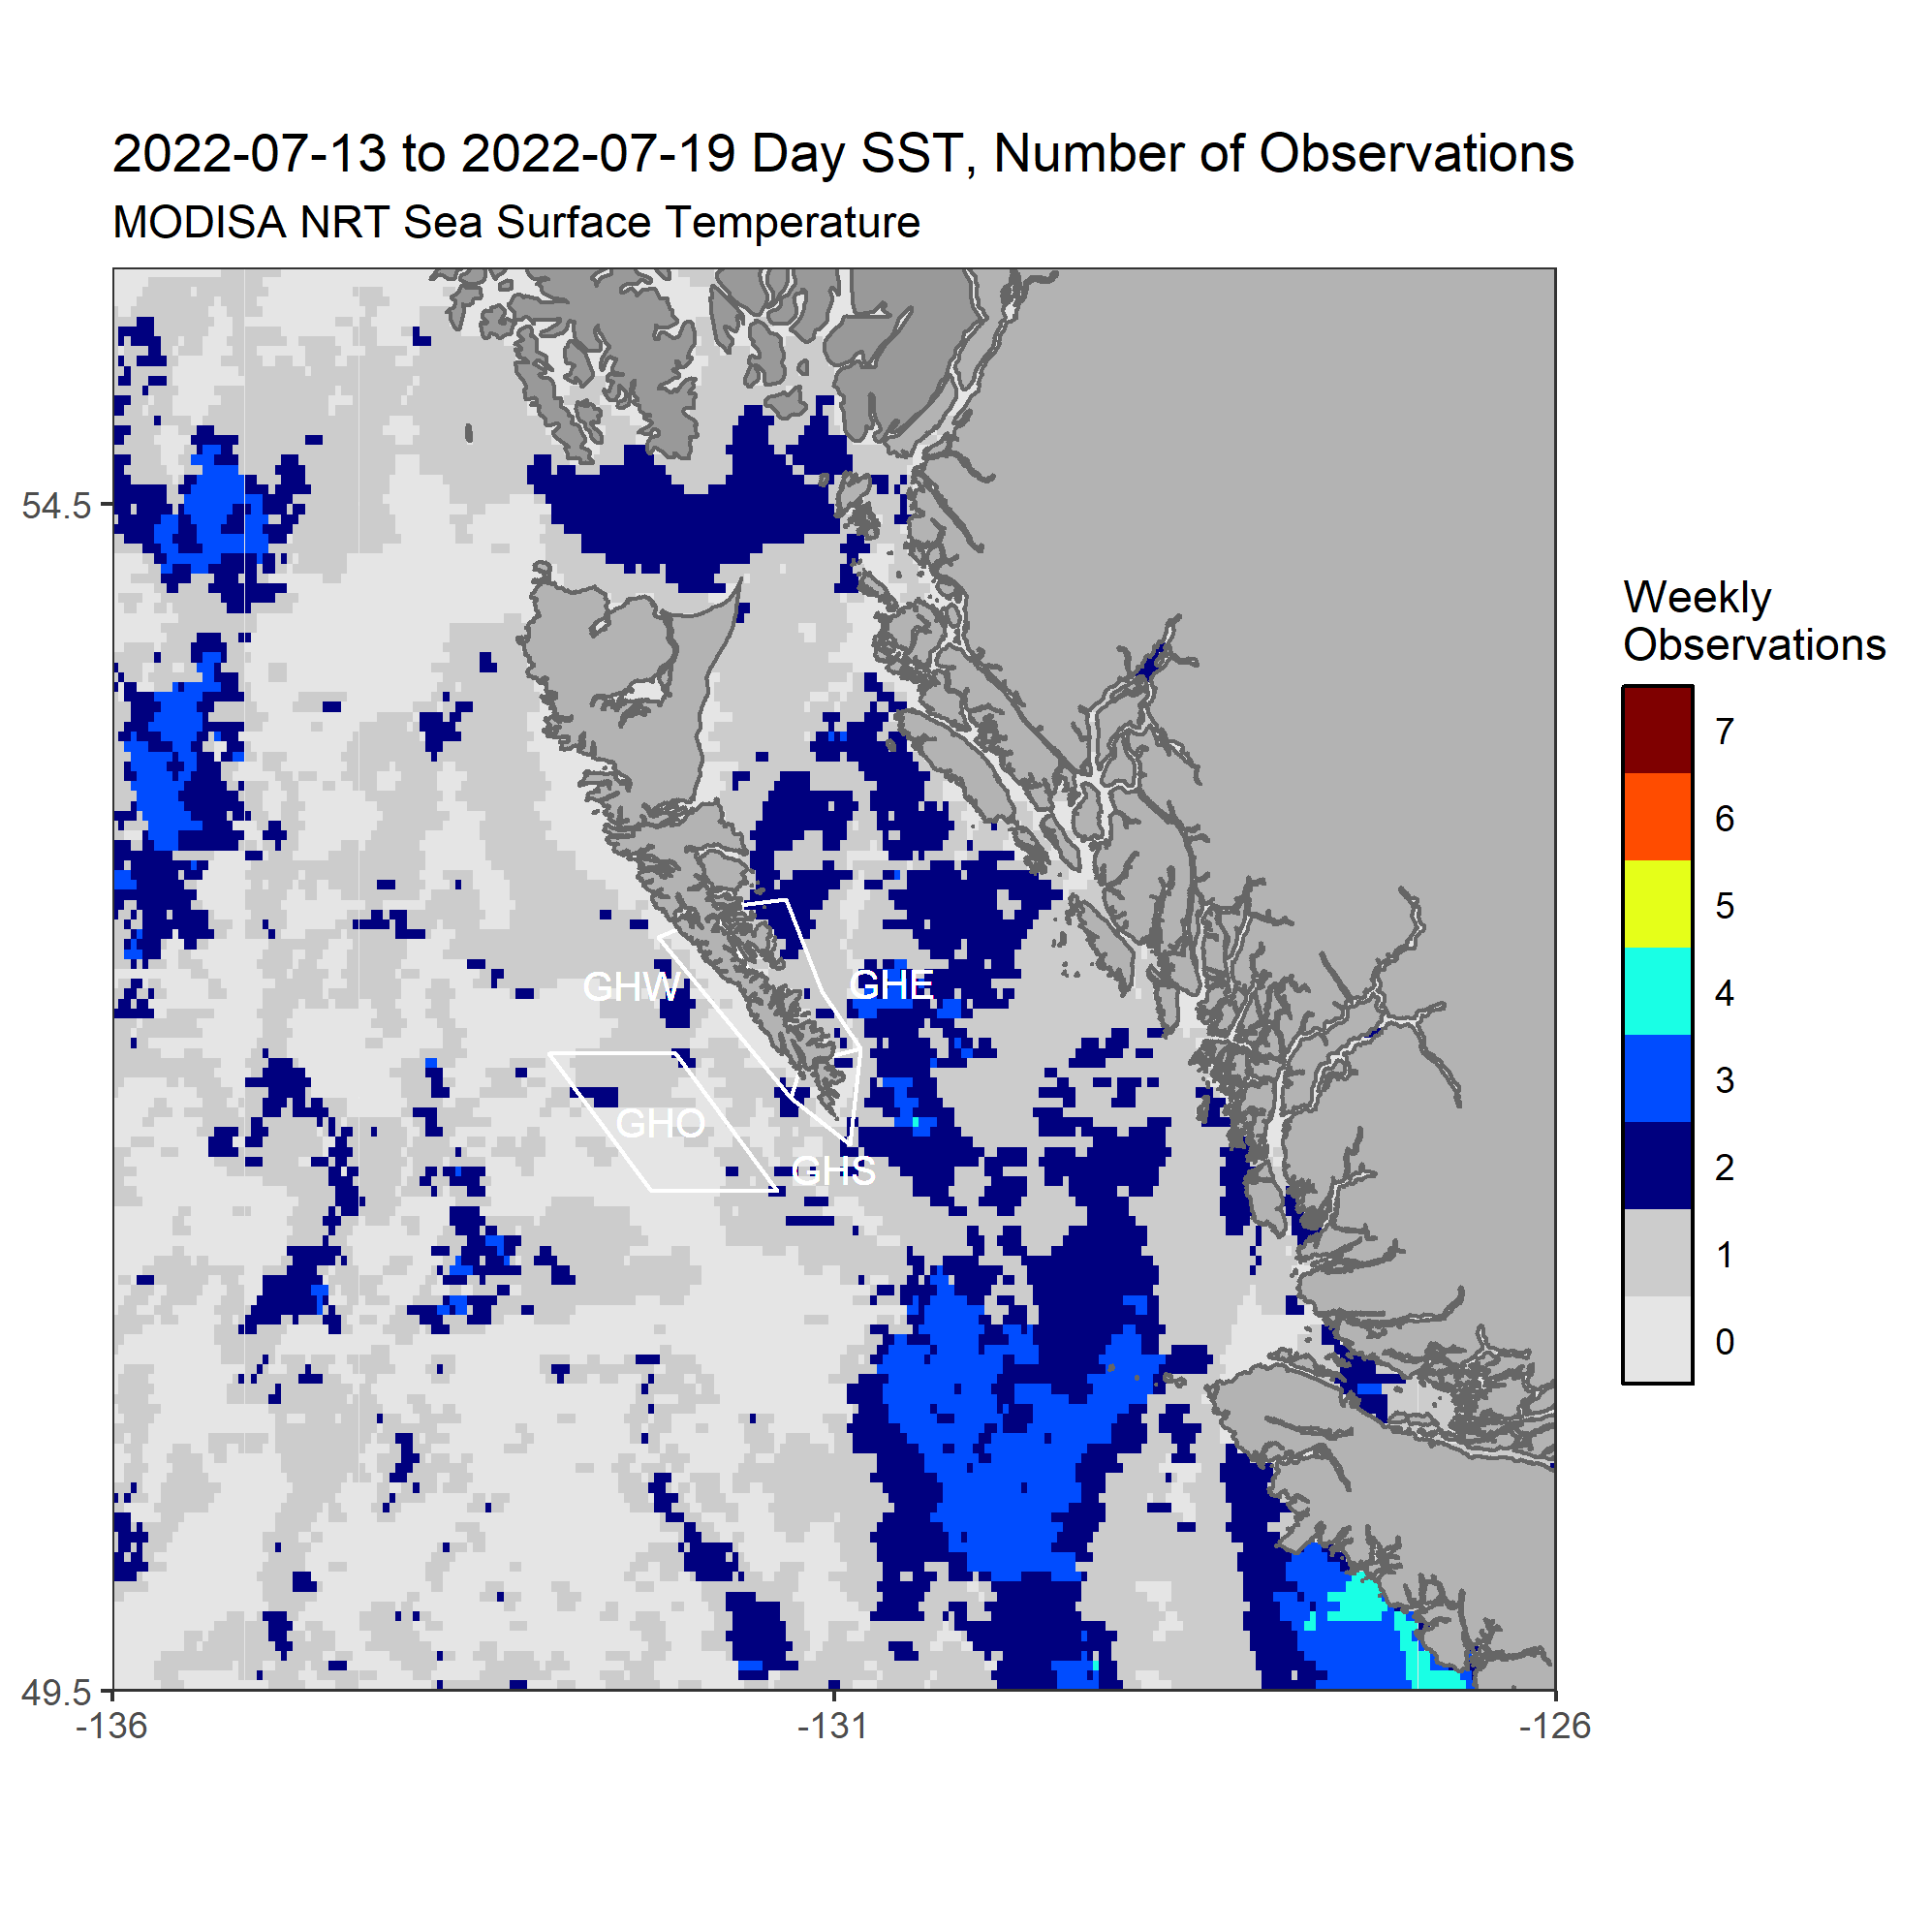 2022-07-13 to 2022-07-19 Day SST, Number of Observations
MODISA NRT Sea Surface Temperature
54.5
49.5
-136
-131
-126
GHW
GHE
GHO
GHS
Weekly
Observations
7
6
5
4
3
2
1
0